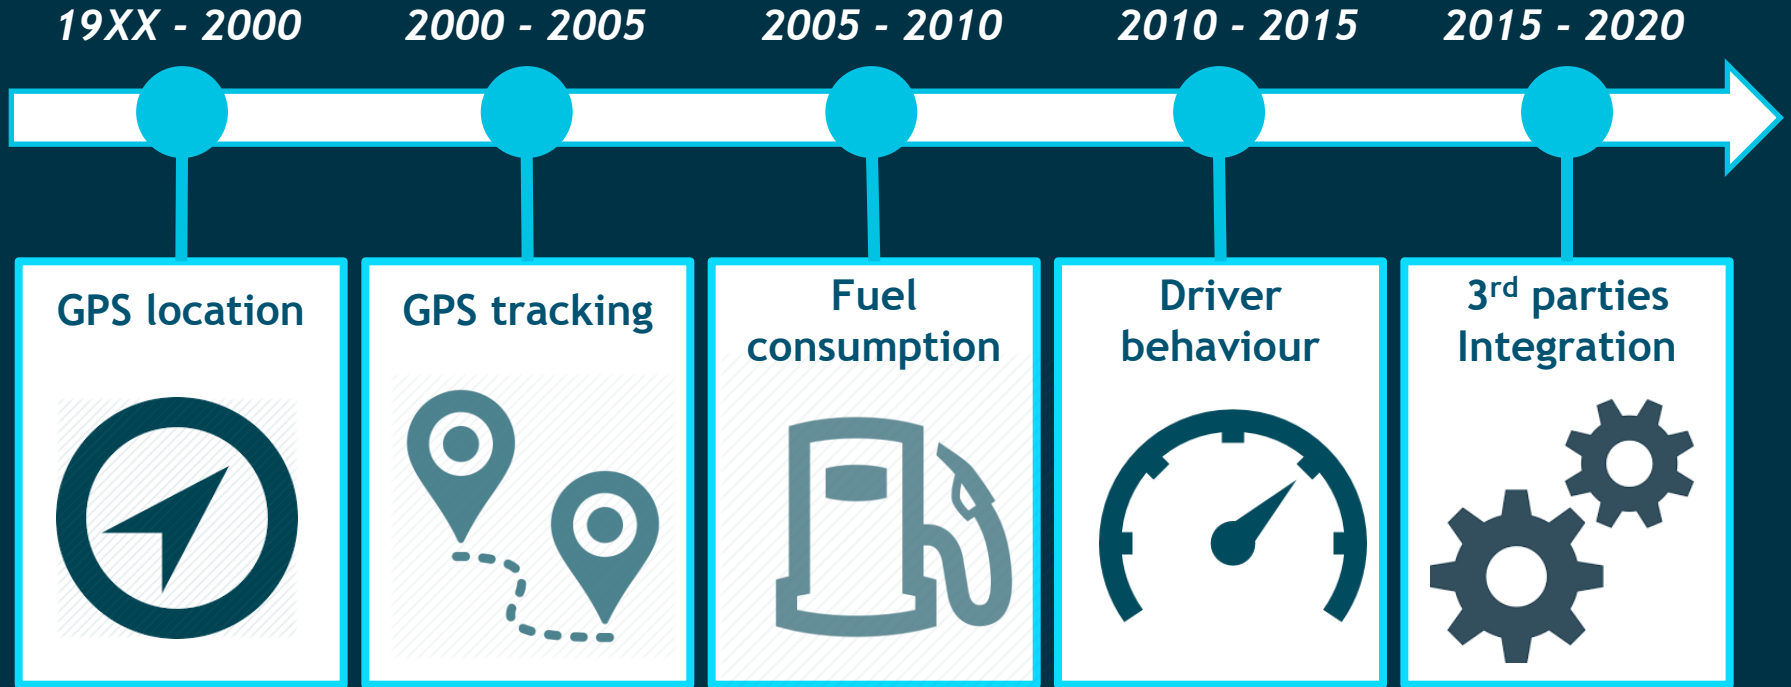 19XX - 2000
2000 - 2005
2005 - 2010
2010 - 2015
2015 - 2020
GPS location
GPS tracking
Fuel
consumption
Driver
behaviour
3rd parties
Integration